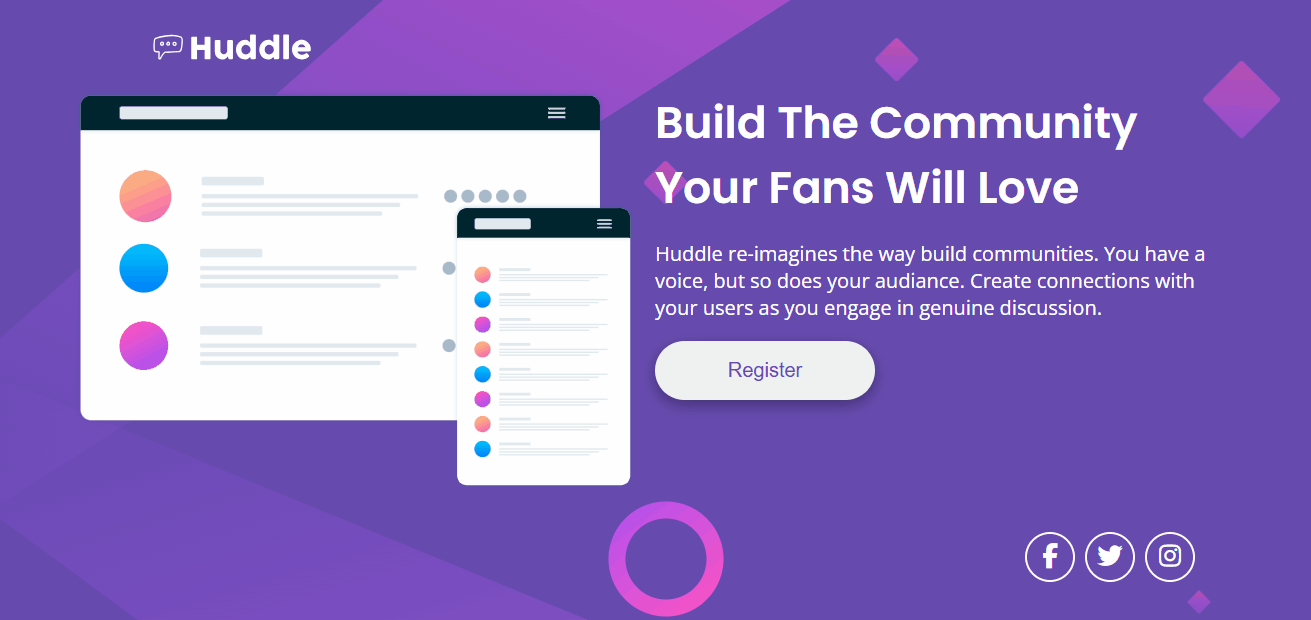 Huddle
Build The Community
Your Fans Will Love
Huddle re-imagines the way build communities. You have a
voice, but so does your audiance. Create connections with
your users as you engage in genuine discussion.
Register